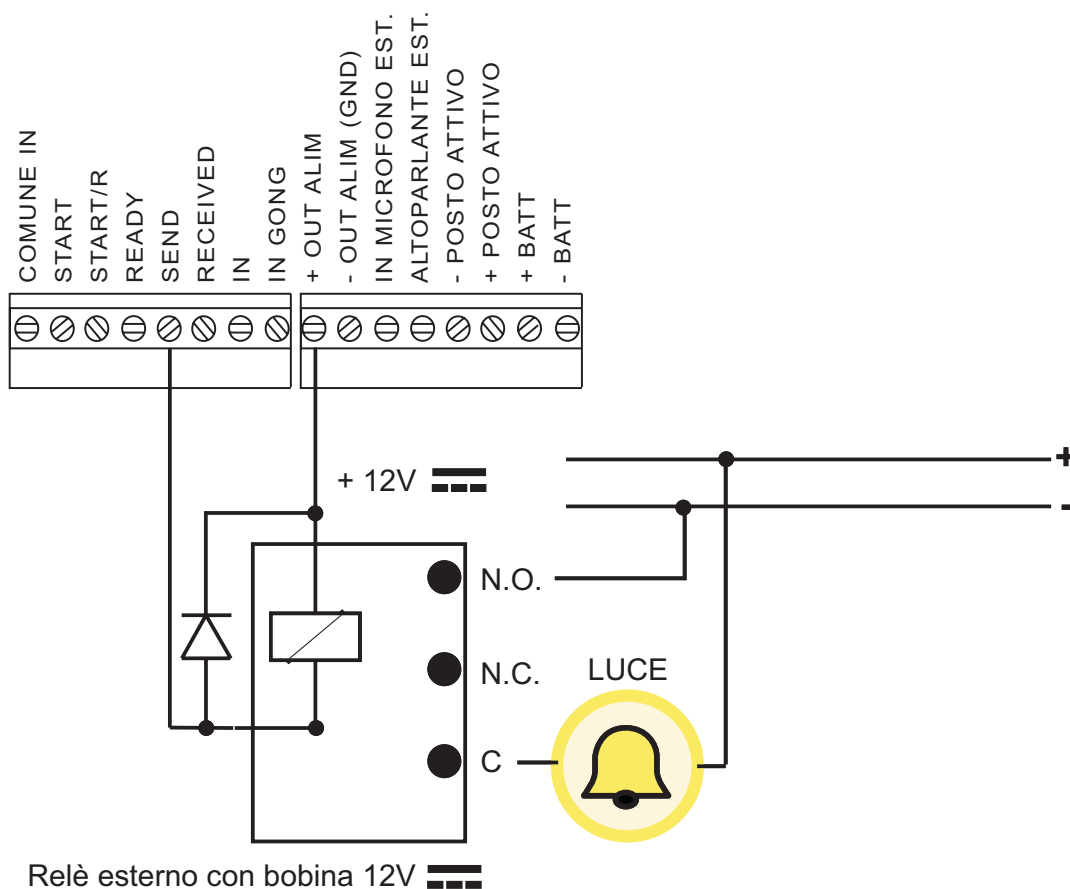 COMUNE IN
START
START/R
READY
SEND
RECEIVED
IN
IN GONG
+ OUT ALIM
- OUT ALIM (GND)
IN MICROFONO EST.
ALTOPARLANTE EST.
- POSTO ATTIVO
+ POSTO ATTIVO
+ BATT
- BATT
+ 12V
+
-
N.O.
N.C.
LUCE
C
Relè esterno con bobina 12V